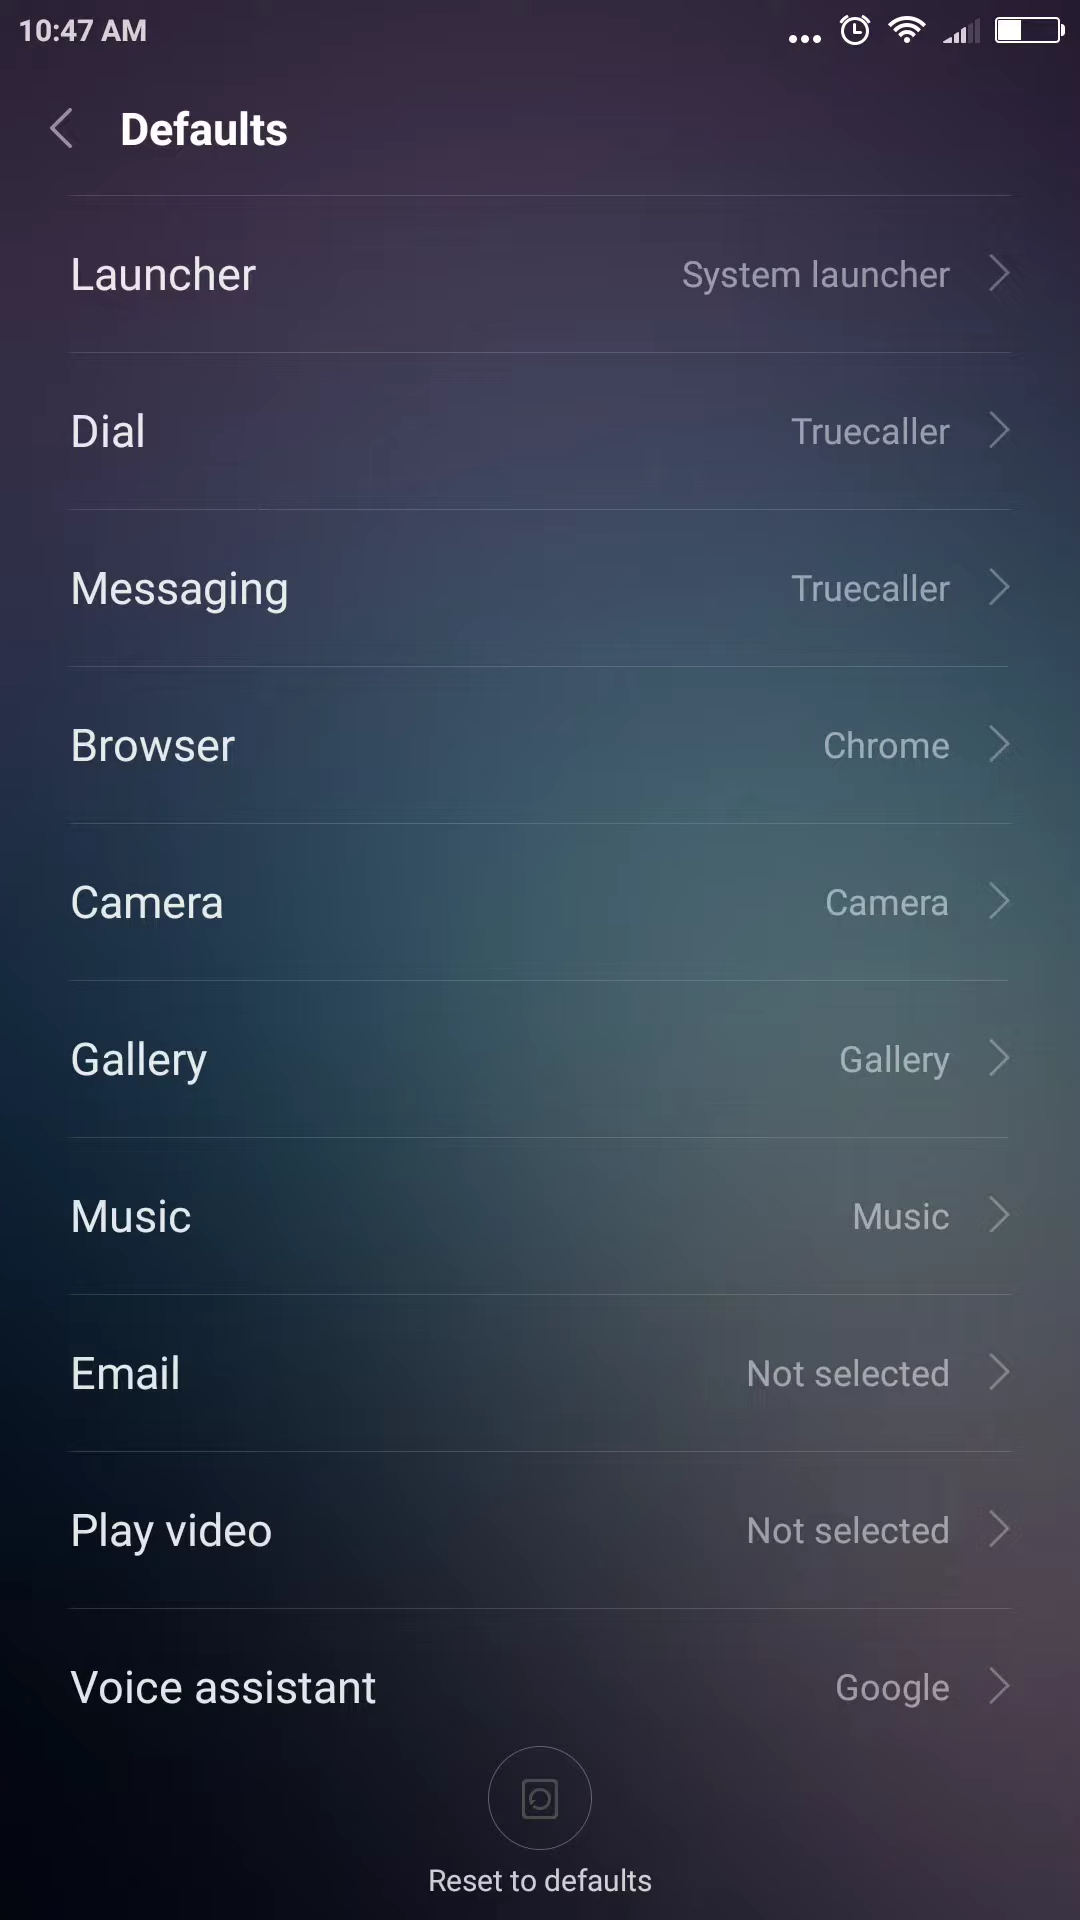 10:47 AM
Defaults
Launcher System launcher
Dial Truecaller
Messaging Truecaller
Browser Chrome
Camera Camera
Gallery Gallery
Music Music
Email Not selected
Play video Not selected
Voice assistant Google
Reset to defaults